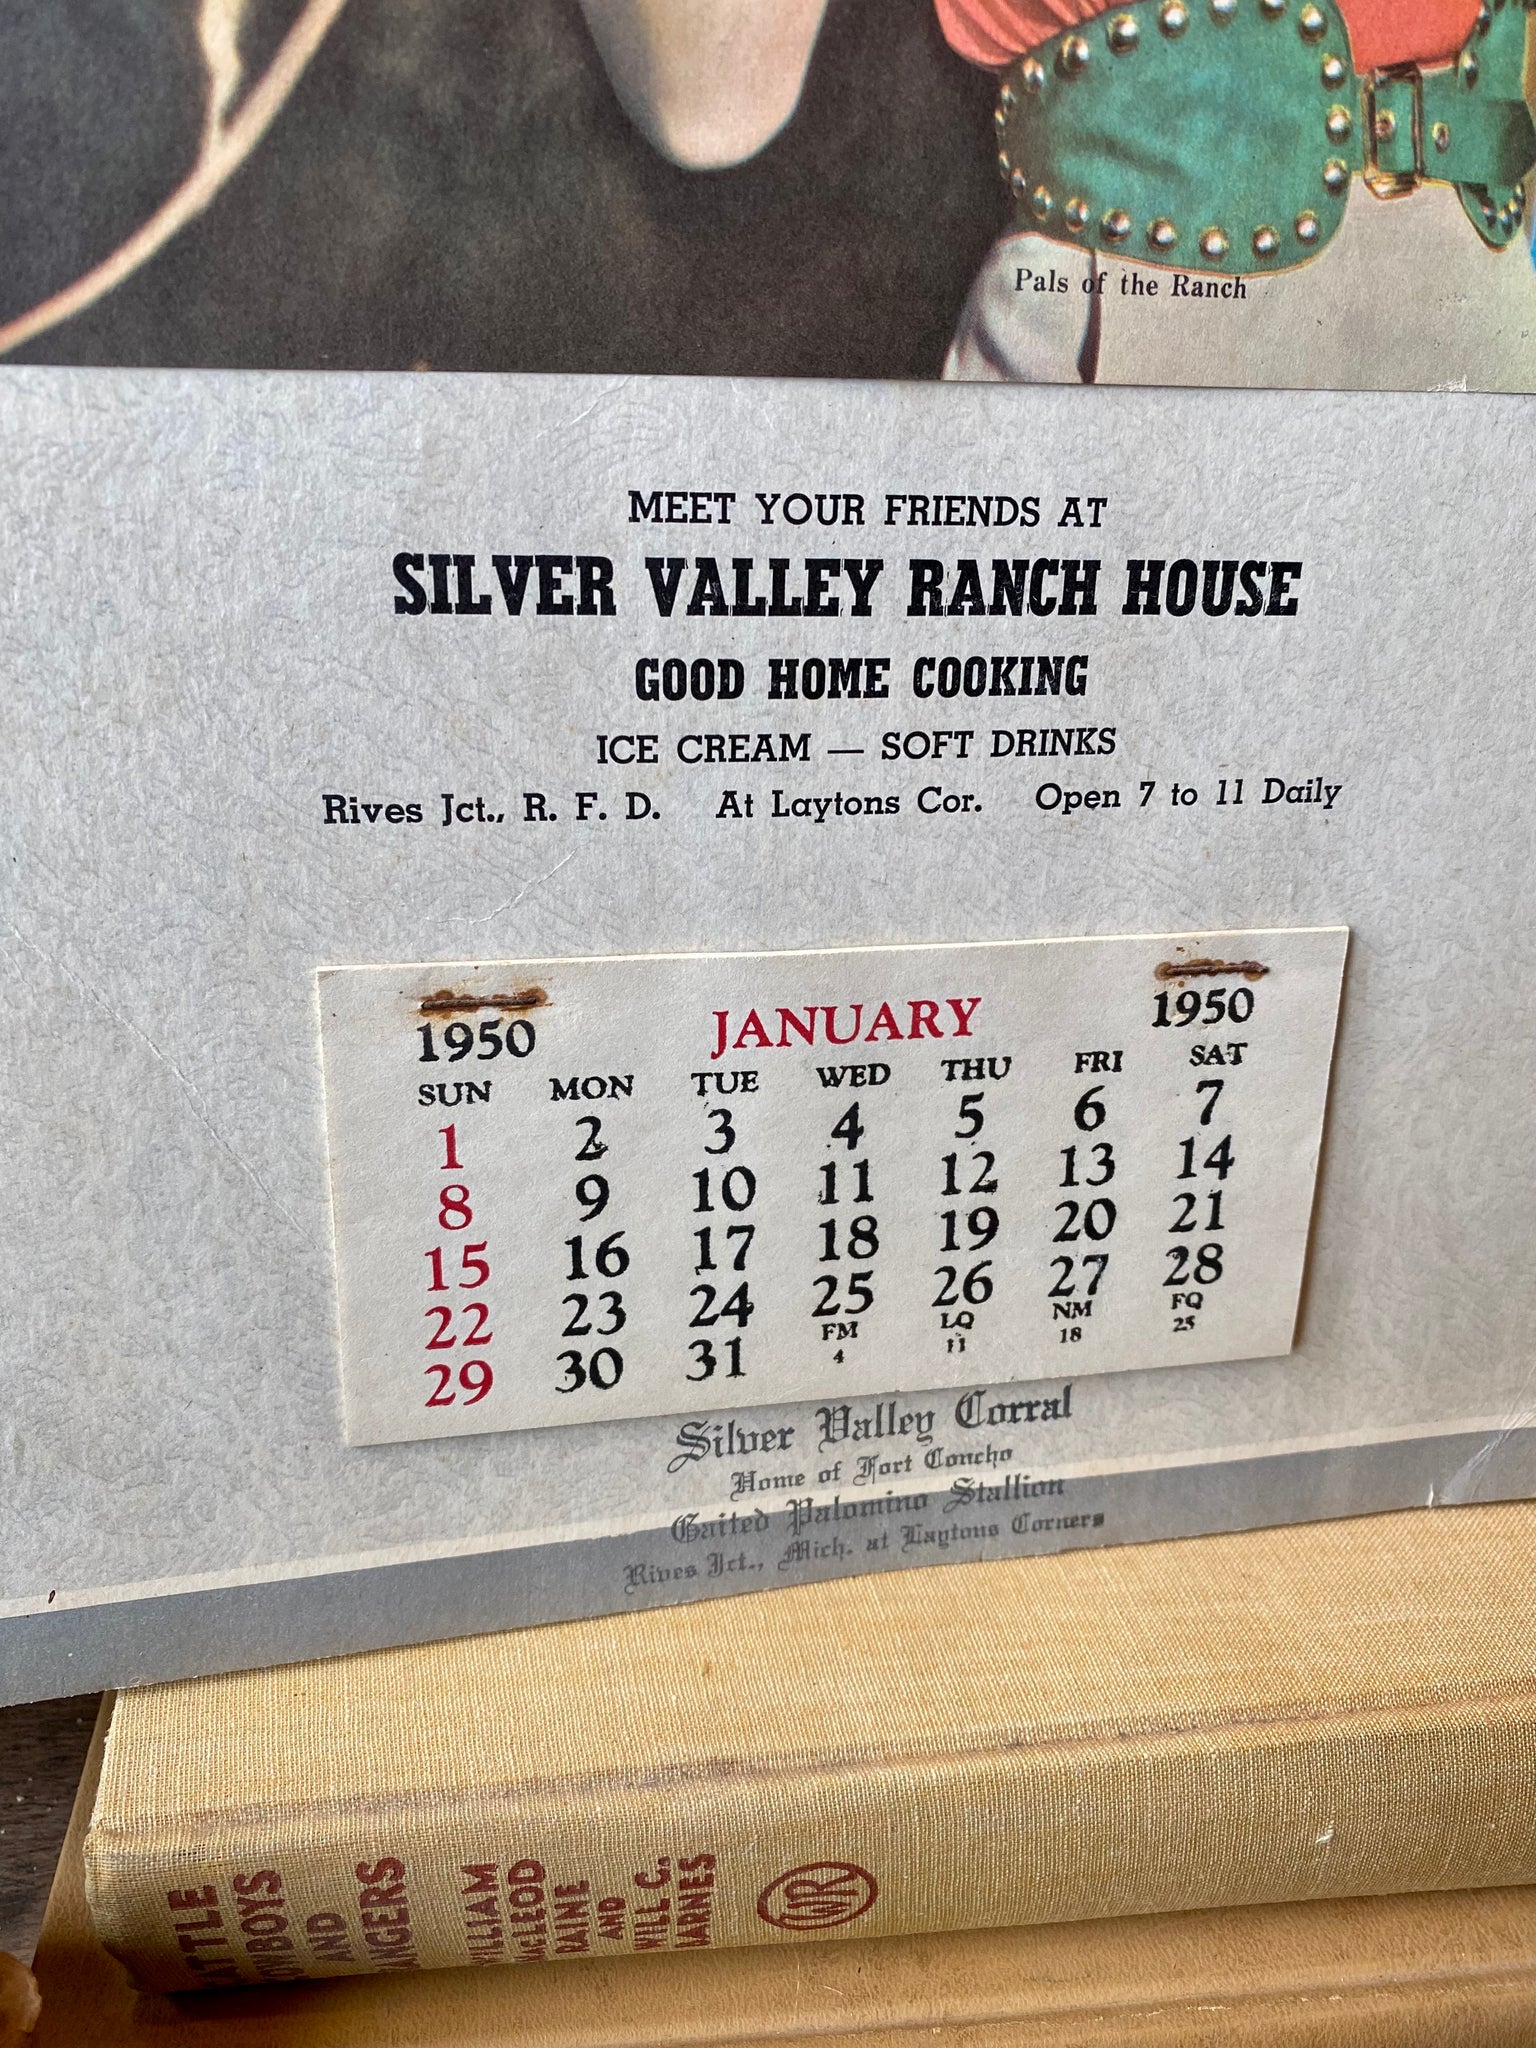 Pals of the Ranch
MEET YOUR FRIENDS AT
SILVER VALLEY RANCH HOUSE
GOOD HOME COOKING
ICE CREAM — SOFT DRINKS
Rives Jct., R. F. D. At Laytons Cor. Open 7 to 11 Daily
1950 JANUARY 1950
SUN MON TUE WED THU FRI SAT
1 2 3 4 5 6 7
8 9 10 11 12 13 14
15 16 17 18 19 20 21
22 23 24 25 26 27 28
29 30 31 FM 4 LQ 11 NM 18 FQ 25
Silver Valley Corral
Home of Fort Concho
Gaited Palomino Stallion
Rives Jct., Mich. at Laytons Corners
AND
WILLIAM
MACLEOD
RAINE
AND
WILL C.
BARNES
WR